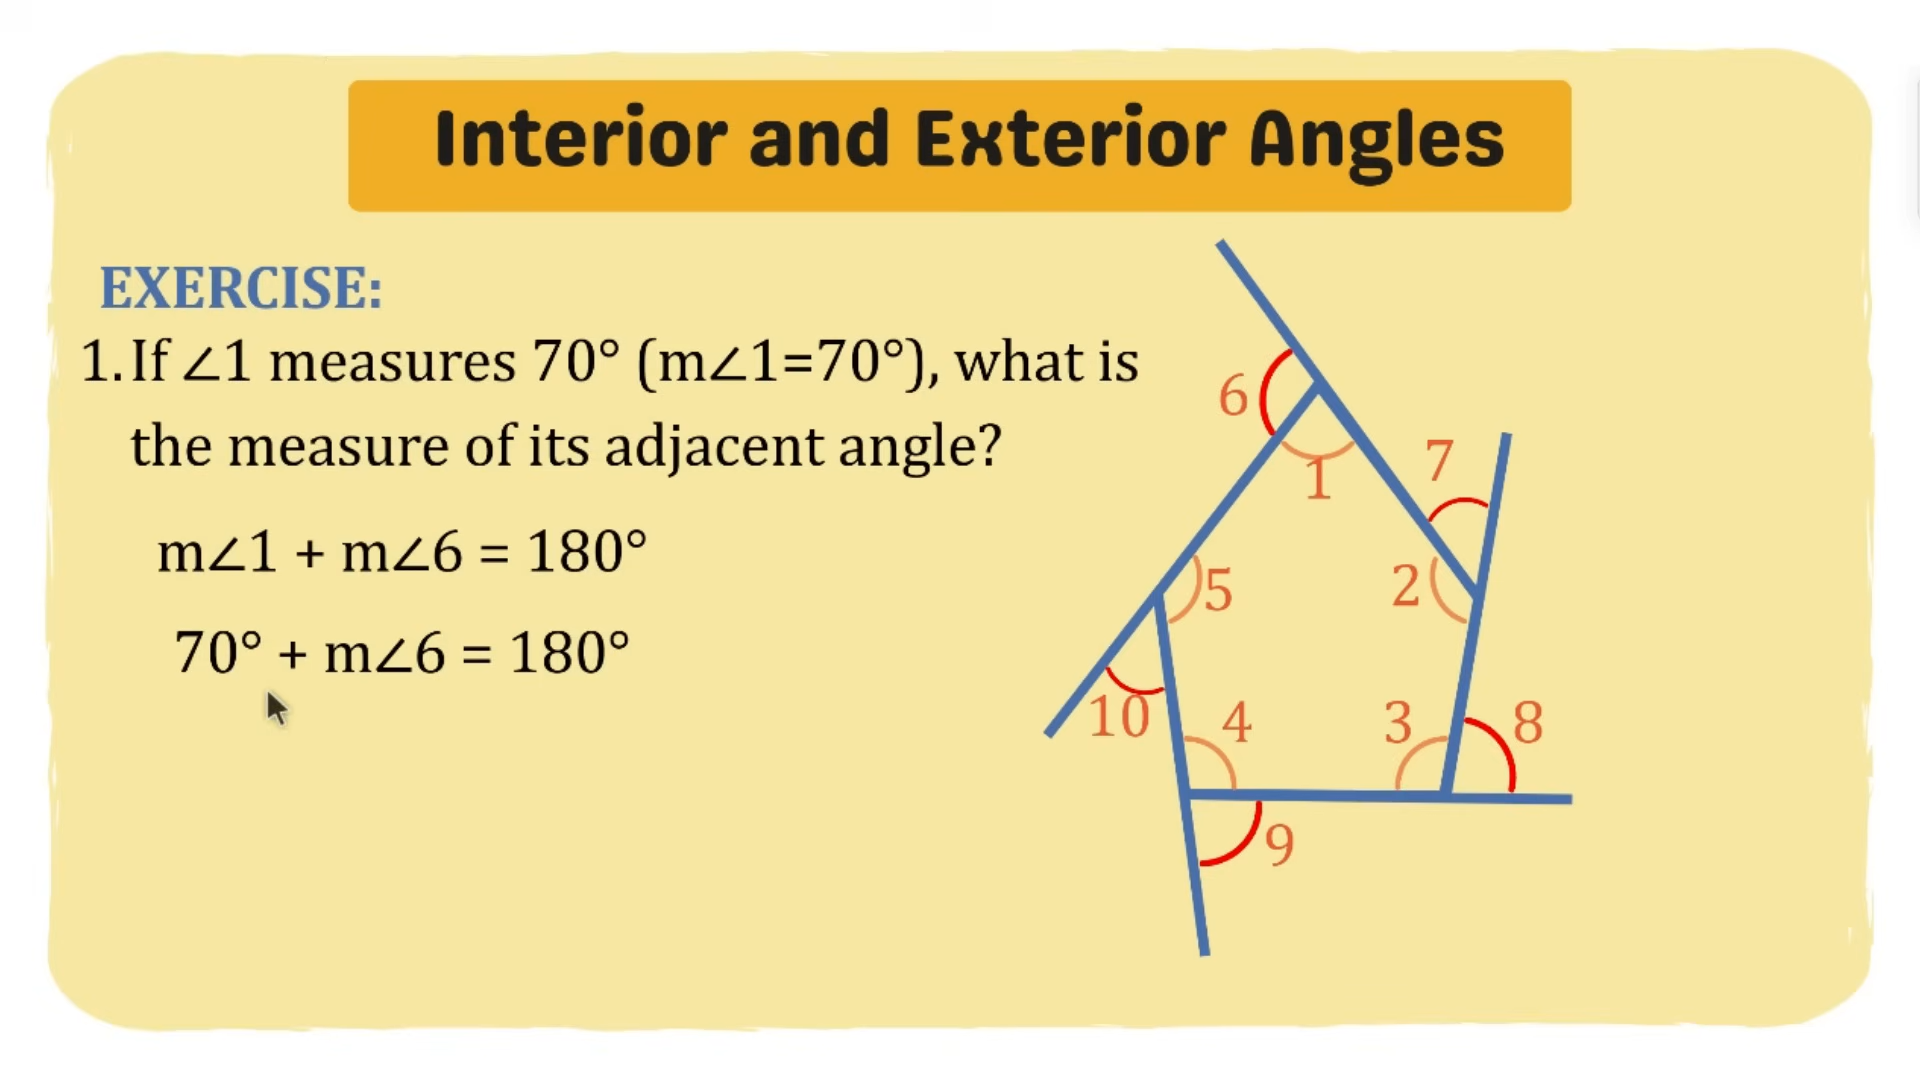 Interior and Exterior Angles
EXERCISE:
1. If ∠1 measures 70° (m∠1=70°), what is
the measure of its adjacent angle?
m∠1 + m∠6 = 180°
70° + m∠6 = 180°
6
1
7
5
2
10
4
3
8
9